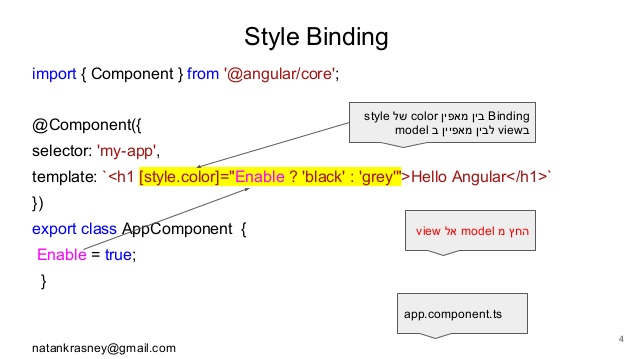 Style Binding
import { Component } from '@angular/core';
@Component({
selector: 'my-app',
template: `<h1 [style.color]="Enable ? 'black' : 'grey'">Hello Angular</h1>`
})
export class AppComponent {
Enable = true;
}
Binding בין מאפין color של style
בview לבין מאפיין ב model
החץ מ model אל view
app.component.ts
natankrasney@gmail.com
4